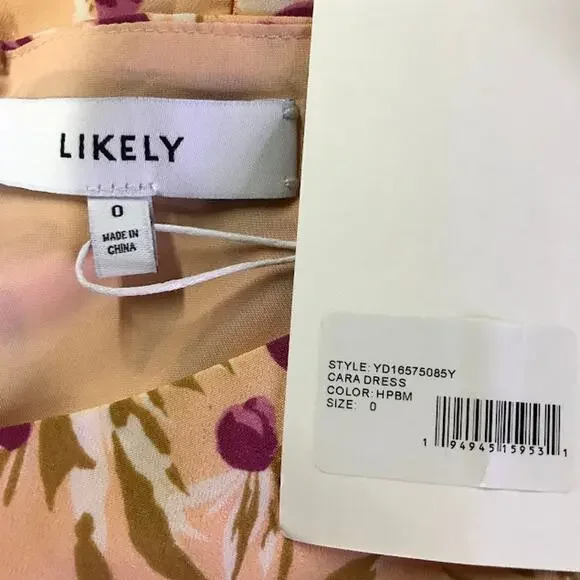 LIKELY
0
MADE IN
CHINA
STYLE: YD16575085Y
CARA DRESS
COLOR: HPBM
SIZE: 0
1 94945 15953 1